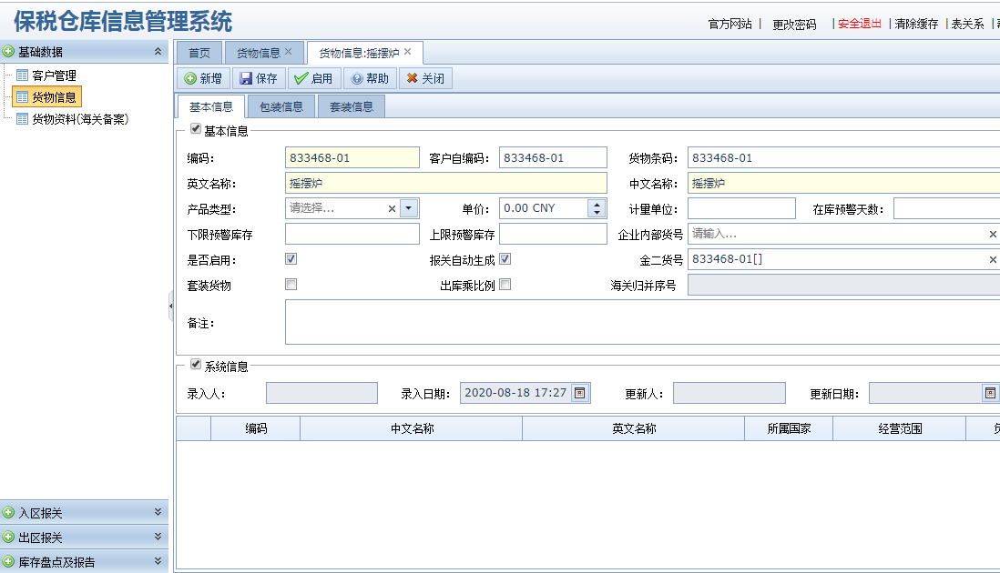 保税仓库信息管理系统
官方网站 | 更改密码 | 安全退出 | 清除缓存 | 表关系 |
基础数据
客户管理
货物信息
货物资料(海关备案)
入区报关
出区报关
库存盘点及报告
首页 货物信息 货物信息:摇摆炉
新增 保存 启用 帮助 关闭
基本信息 包装信息 套装信息
基本信息
编码: 833468-01 客户自编码: 833468-01 货物条码: 833468-01
英文名称: 摇摆炉 中文名称: 摇摆炉
产品类型: 请选择... 单价: 0.00 CNY 计量单位: 在库预警天数:
下限预警库存 上限预警库存 企业内部货号 请输入...
是否启用: 报关自动生成 金二货号 833468-01[]
套装货物 出库乘比例 海关归并序号
备注:
系统信息
录入人: 录入日期: 2020-08-18 17:27 更新人: 更新日期:
编码 中文名称 英文名称 所属国家 经营范围